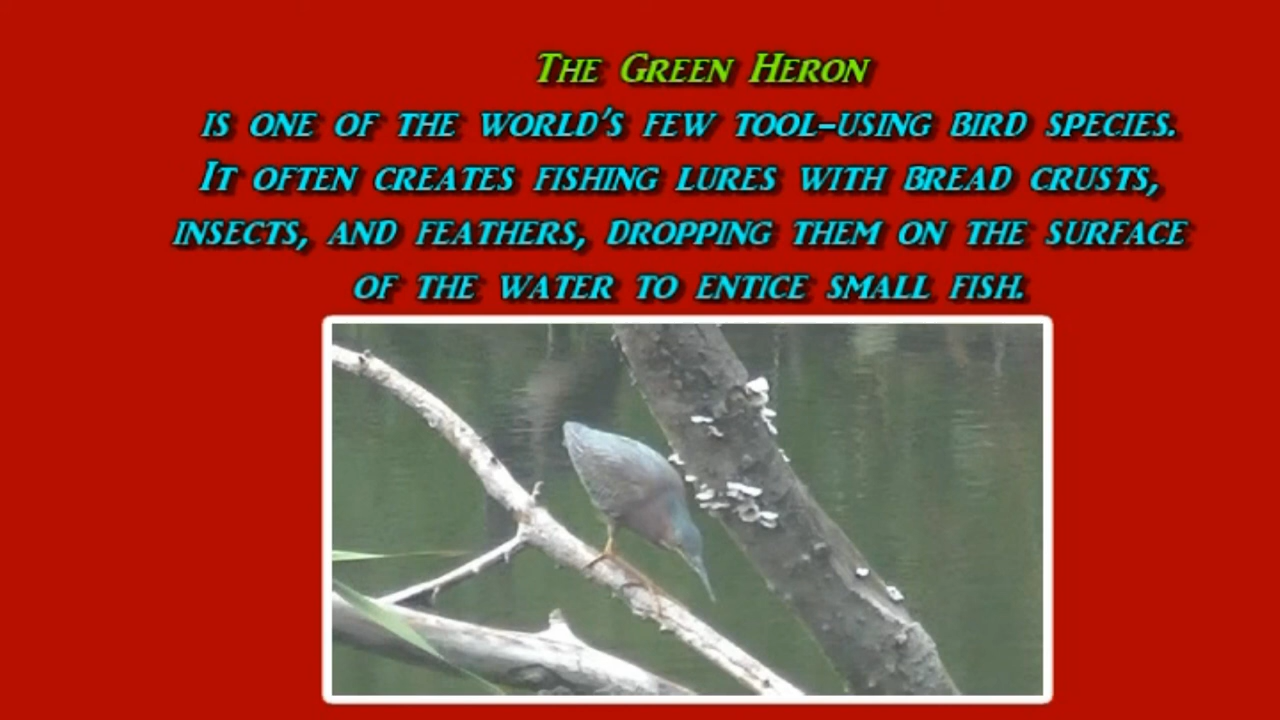 The Green Heron
is one of the world's few tool-using bird species.
It often creates fishing lures with bread crusts,
insects, and feathers, dropping them on the surface
of the water to entice small fish.